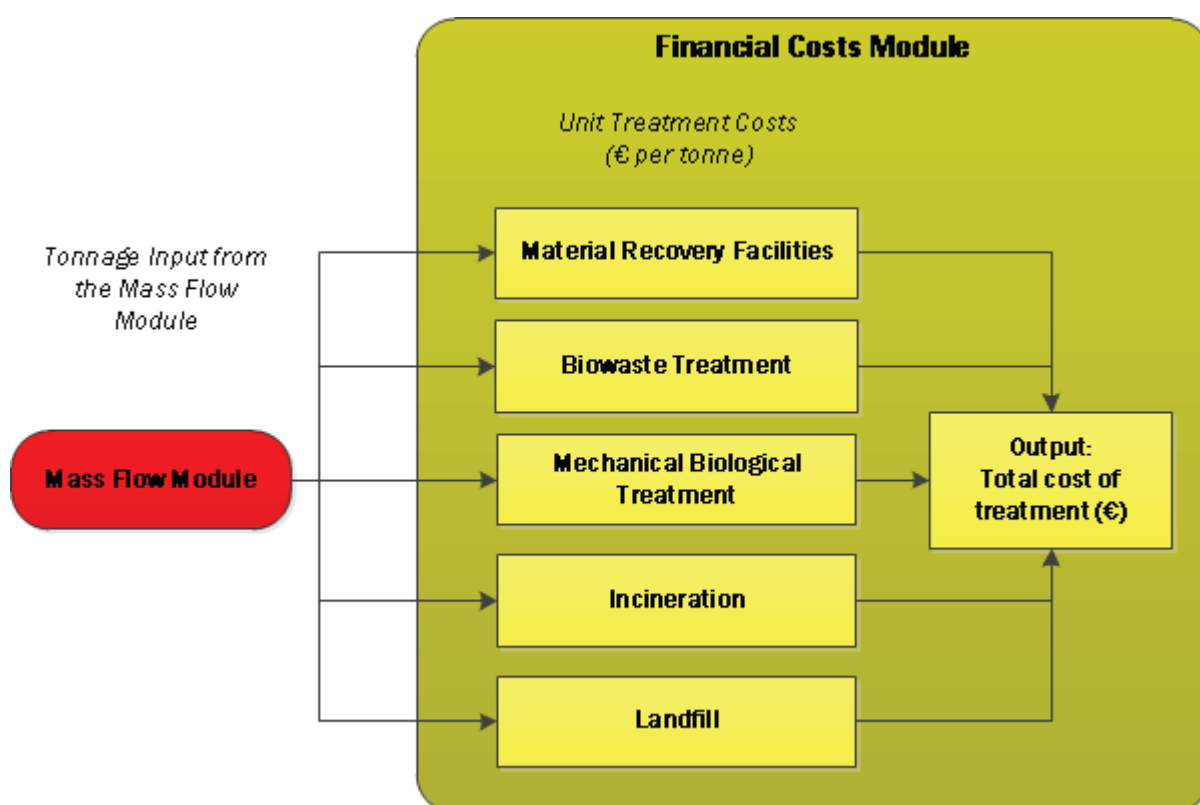 Financial Costs Module
Unit Treatment Costs
(€ per tonne)
Tonnage Input from
the Mass Flow
Module
Mass Flow Module
Material Recovery Facilities
Biowaste Treatment
Mechanical Biological
Treatment
Incineration
Landfill
Output:
Total cost of
treatment (€)